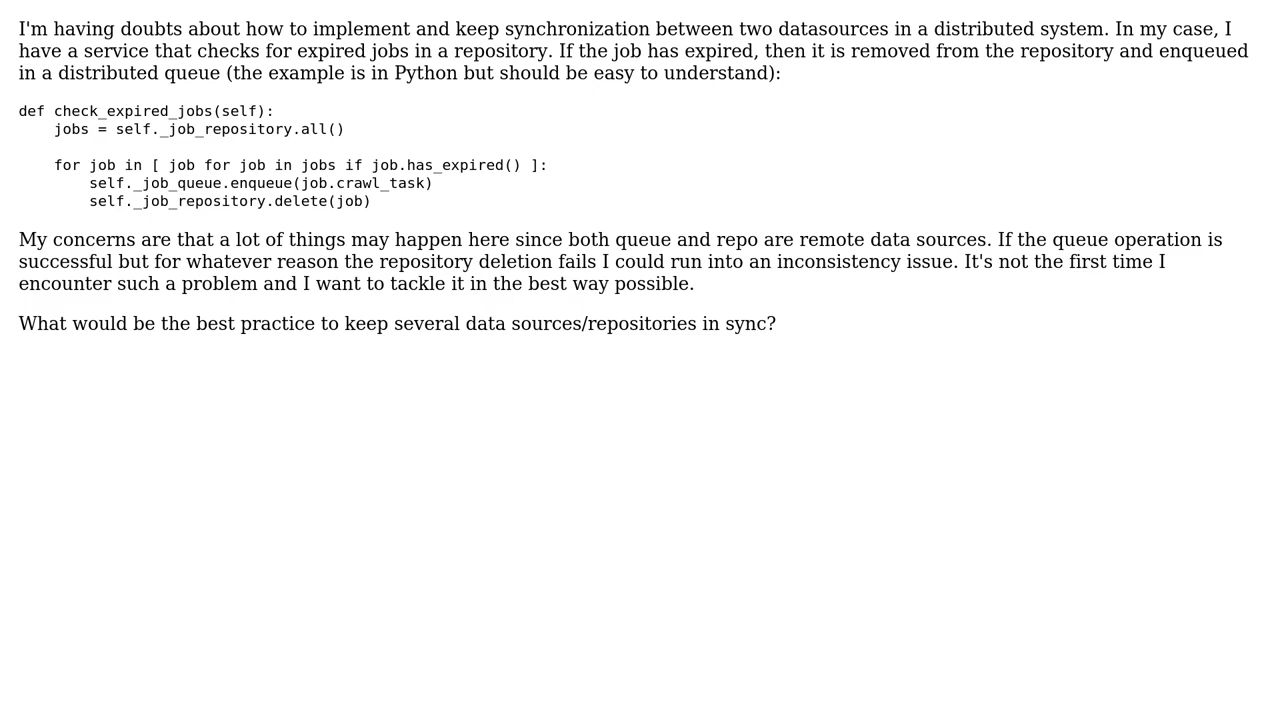 I'm having doubts about how to implement and keep synchronization between two datasources in a distributed system. In my case, I
have a service that checks for expired jobs in a repository. If the job has expired, then it is removed from the repository and enqueued
in a distributed queue (the example is in Python but should be easy to understand):
def check_expired_jobs(self):
    jobs = self._job_repository.all()
    for job in [ job for job in jobs if job.has_expired() ]:
        self._job_queue.enqueue(job.crawl_task)
        self._job_repository.delete(job)
My concerns are that a lot of things may happen here since both queue and repo are remote data sources. If the queue operation is
successful but for whatever reason the repository deletion fails I could run into an inconsistency issue. It's not the first time I
encounter such a problem and I want to tackle it in the best way possible.
What would be the best practice to keep several data sources/repositories in sync?